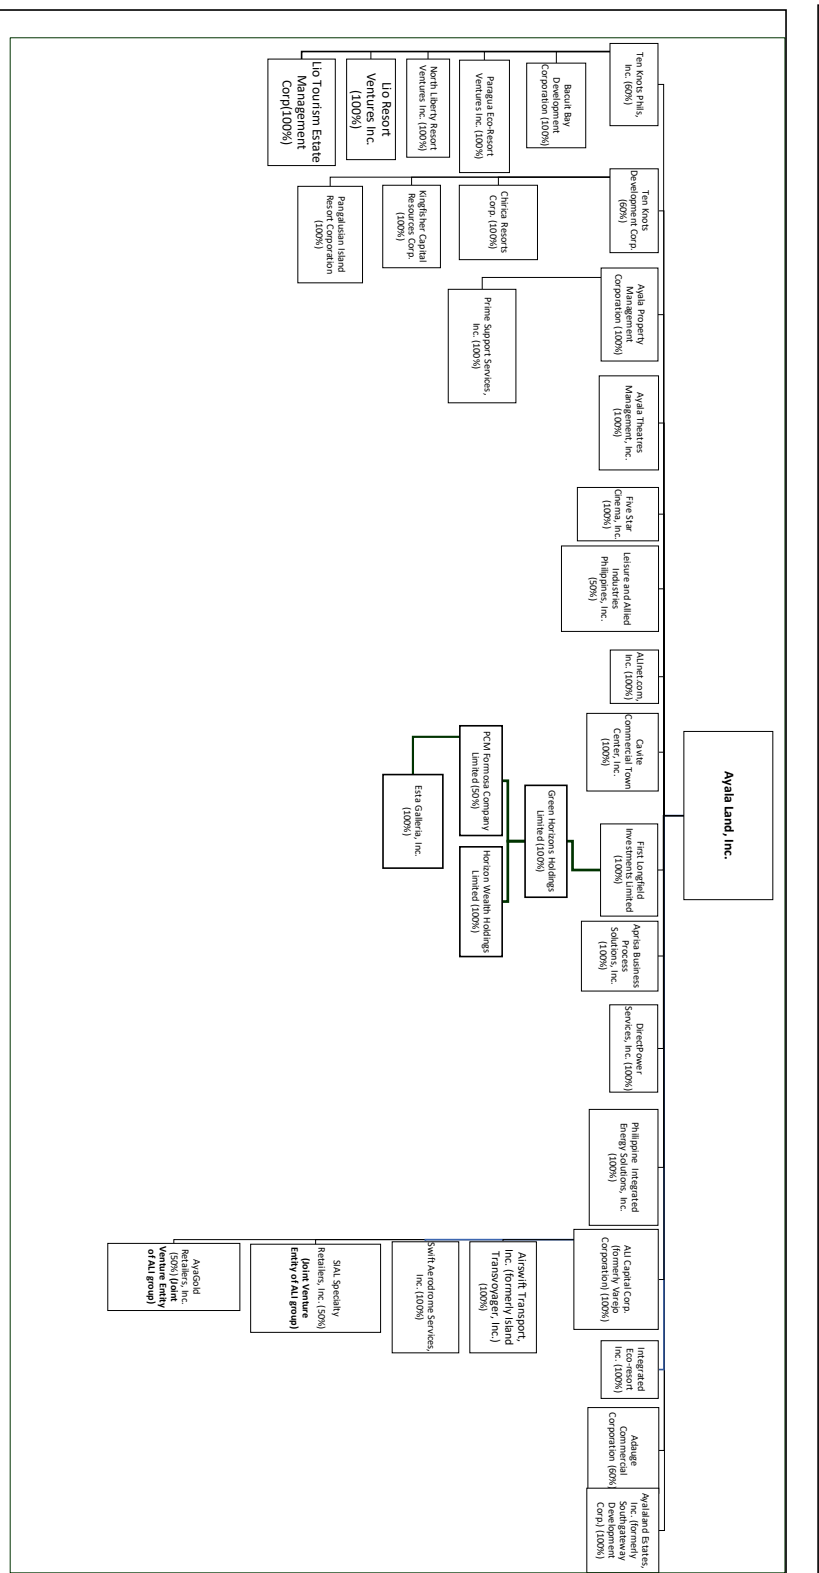 Ayala Land, Inc.
Ten Knots Phils,
Inc. (60%)
Bacuit Bay
Development
Corporation (100%)
Paragua Eco-Resort
Ventures Inc. (100%)
North Liberty Resort
Ventures Inc. (100%)
Lio Resort
Ventures Inc.
(100%)
Lio Tourism Estate
Management
Corp(100%)
Ten Knots
Development Corp.
(60%)
Chirica Resorts
Corp. (100%)
Kingfisher Capital
Resources Corp.
(100%)
Pangalusian Island
Resort Corporation
(100%)
Ayala Property
Management
Corporation (100%)
Prime Support Services,
Inc. (100%)
Ayala Theatres
Management, Inc.
(100%)
Five Star
Cinema, Inc.
(100%)
Leisure and Allied
Industries
Philippines, Inc.
(50%)
ALInet.com,
Inc. (100%)
Cavite
Commercial Town
Center, Inc.
(100%)
First Longfield
Investments Limited
(100%)
Green Horizons Holdings
Limited (100%)
PCM Formosa Company
Limited (50%)
Esta Galleria, Inc.
(100%)
Horizon Wealth Holdings
Limited (100%)
Aprisa Business
Process
Solutions, Inc.
(100%)
DirectPower
Services, Inc. (100%)
Philippine Integrated
Energy Solutions, Inc.
(100%)
ALI Capital Corp.
(formerly Varejo
Corporation) (100%)
Airswift Transport,
Inc. (formerly Island
Transvoyager, Inc.)
(100%)
Swift Aerodrome Services,
Inc. (100%)
SIAL Specialty
Retailers, Inc. (50%)
(Joint Venture
Entity of ALI group)
AyaGold
Retailers, Inc.
(50%) (Joint
Venture Entity
of ALI group)
Integrated
Eco-resort
Inc. (100%)
Adauge
Commercial
Corporation (60%)
Ayalaland Estates,
Inc. (formerly
Southgateway
Development
Corp.) (100%)